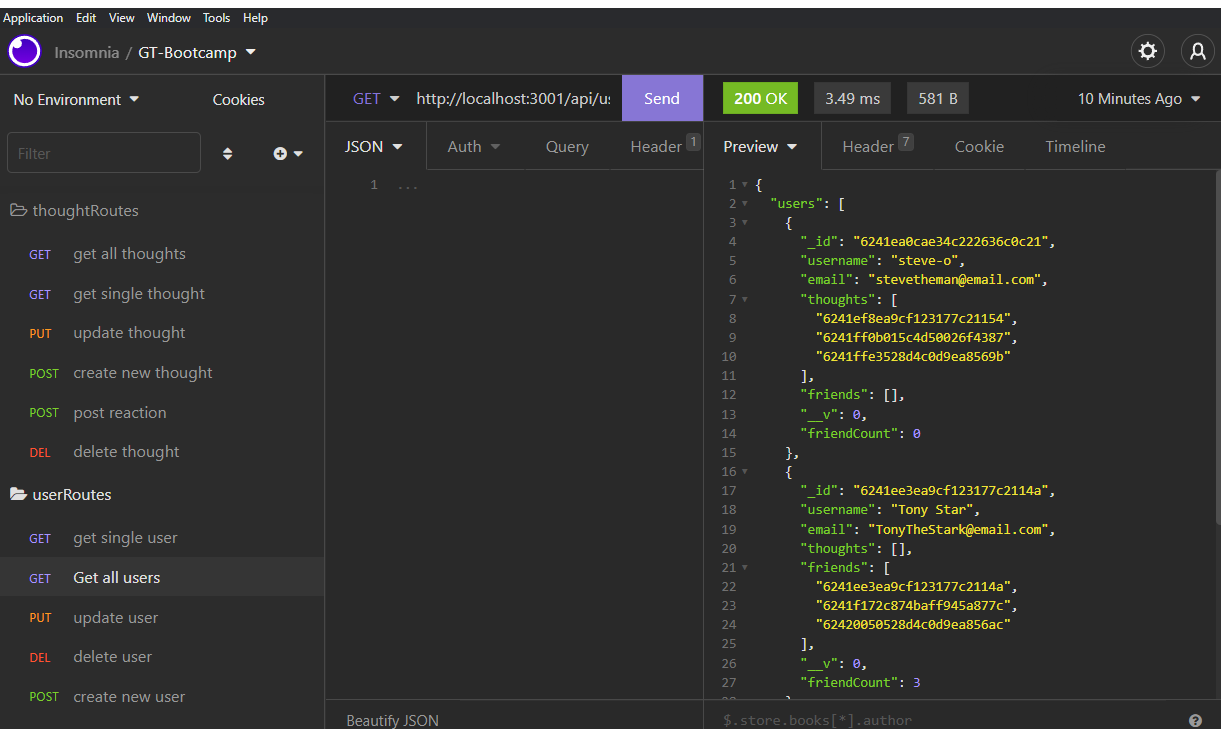 Application Edit View Window Tools Help
Insomnia / GT-Bootcamp
No Environment
Cookies
Filter
thoughtRoutes
GET get all thoughts
GET get single thought
PUT update thought
POST create new thought
POST post reaction
DEL delete thought
userRoutes
GET get single user
GET Get all users
PUT update user
DEL delete user
POST create new user
GET http://localhost:3001/api/us Send
JSON Auth Query Header 1
1 ...
Beautify JSON
200 OK 3.49 ms 581 B 10 Minutes Ago
Preview Header 7 Cookie Timeline
1 {
2 "users": [
3 {
4 "_id": "6241ea0cae34c222636c0c21",
5 "username": "steve-o",
6 "email": "stevetheman@email.com",
7 "thoughts": [
8 "6241ef8ea9cf123177c21154",
9 "6241ff0b015c4d50026f4387",
10 "6241ffe3528d4c0d9ea8569b"
11 ],
12 "friends": [],
13 "__v": 0,
14 "friendCount": 0
15 },
16 {
17 "_id": "6241ee3ea9cf123177c2114a",
18 "username": "Tony Star",
19 "email": "TonyTheStark@email.com",
20 "thoughts": [],
21 "friends": [
22 "6241ee3ea9cf123177c2114a",
23 "6241f172c874baff945a877c",
24 "62420050528d4c0d9ea856ac"
25 ],
26 "__v": 0,
27 "friendCount": 3
$.store.books[*].author